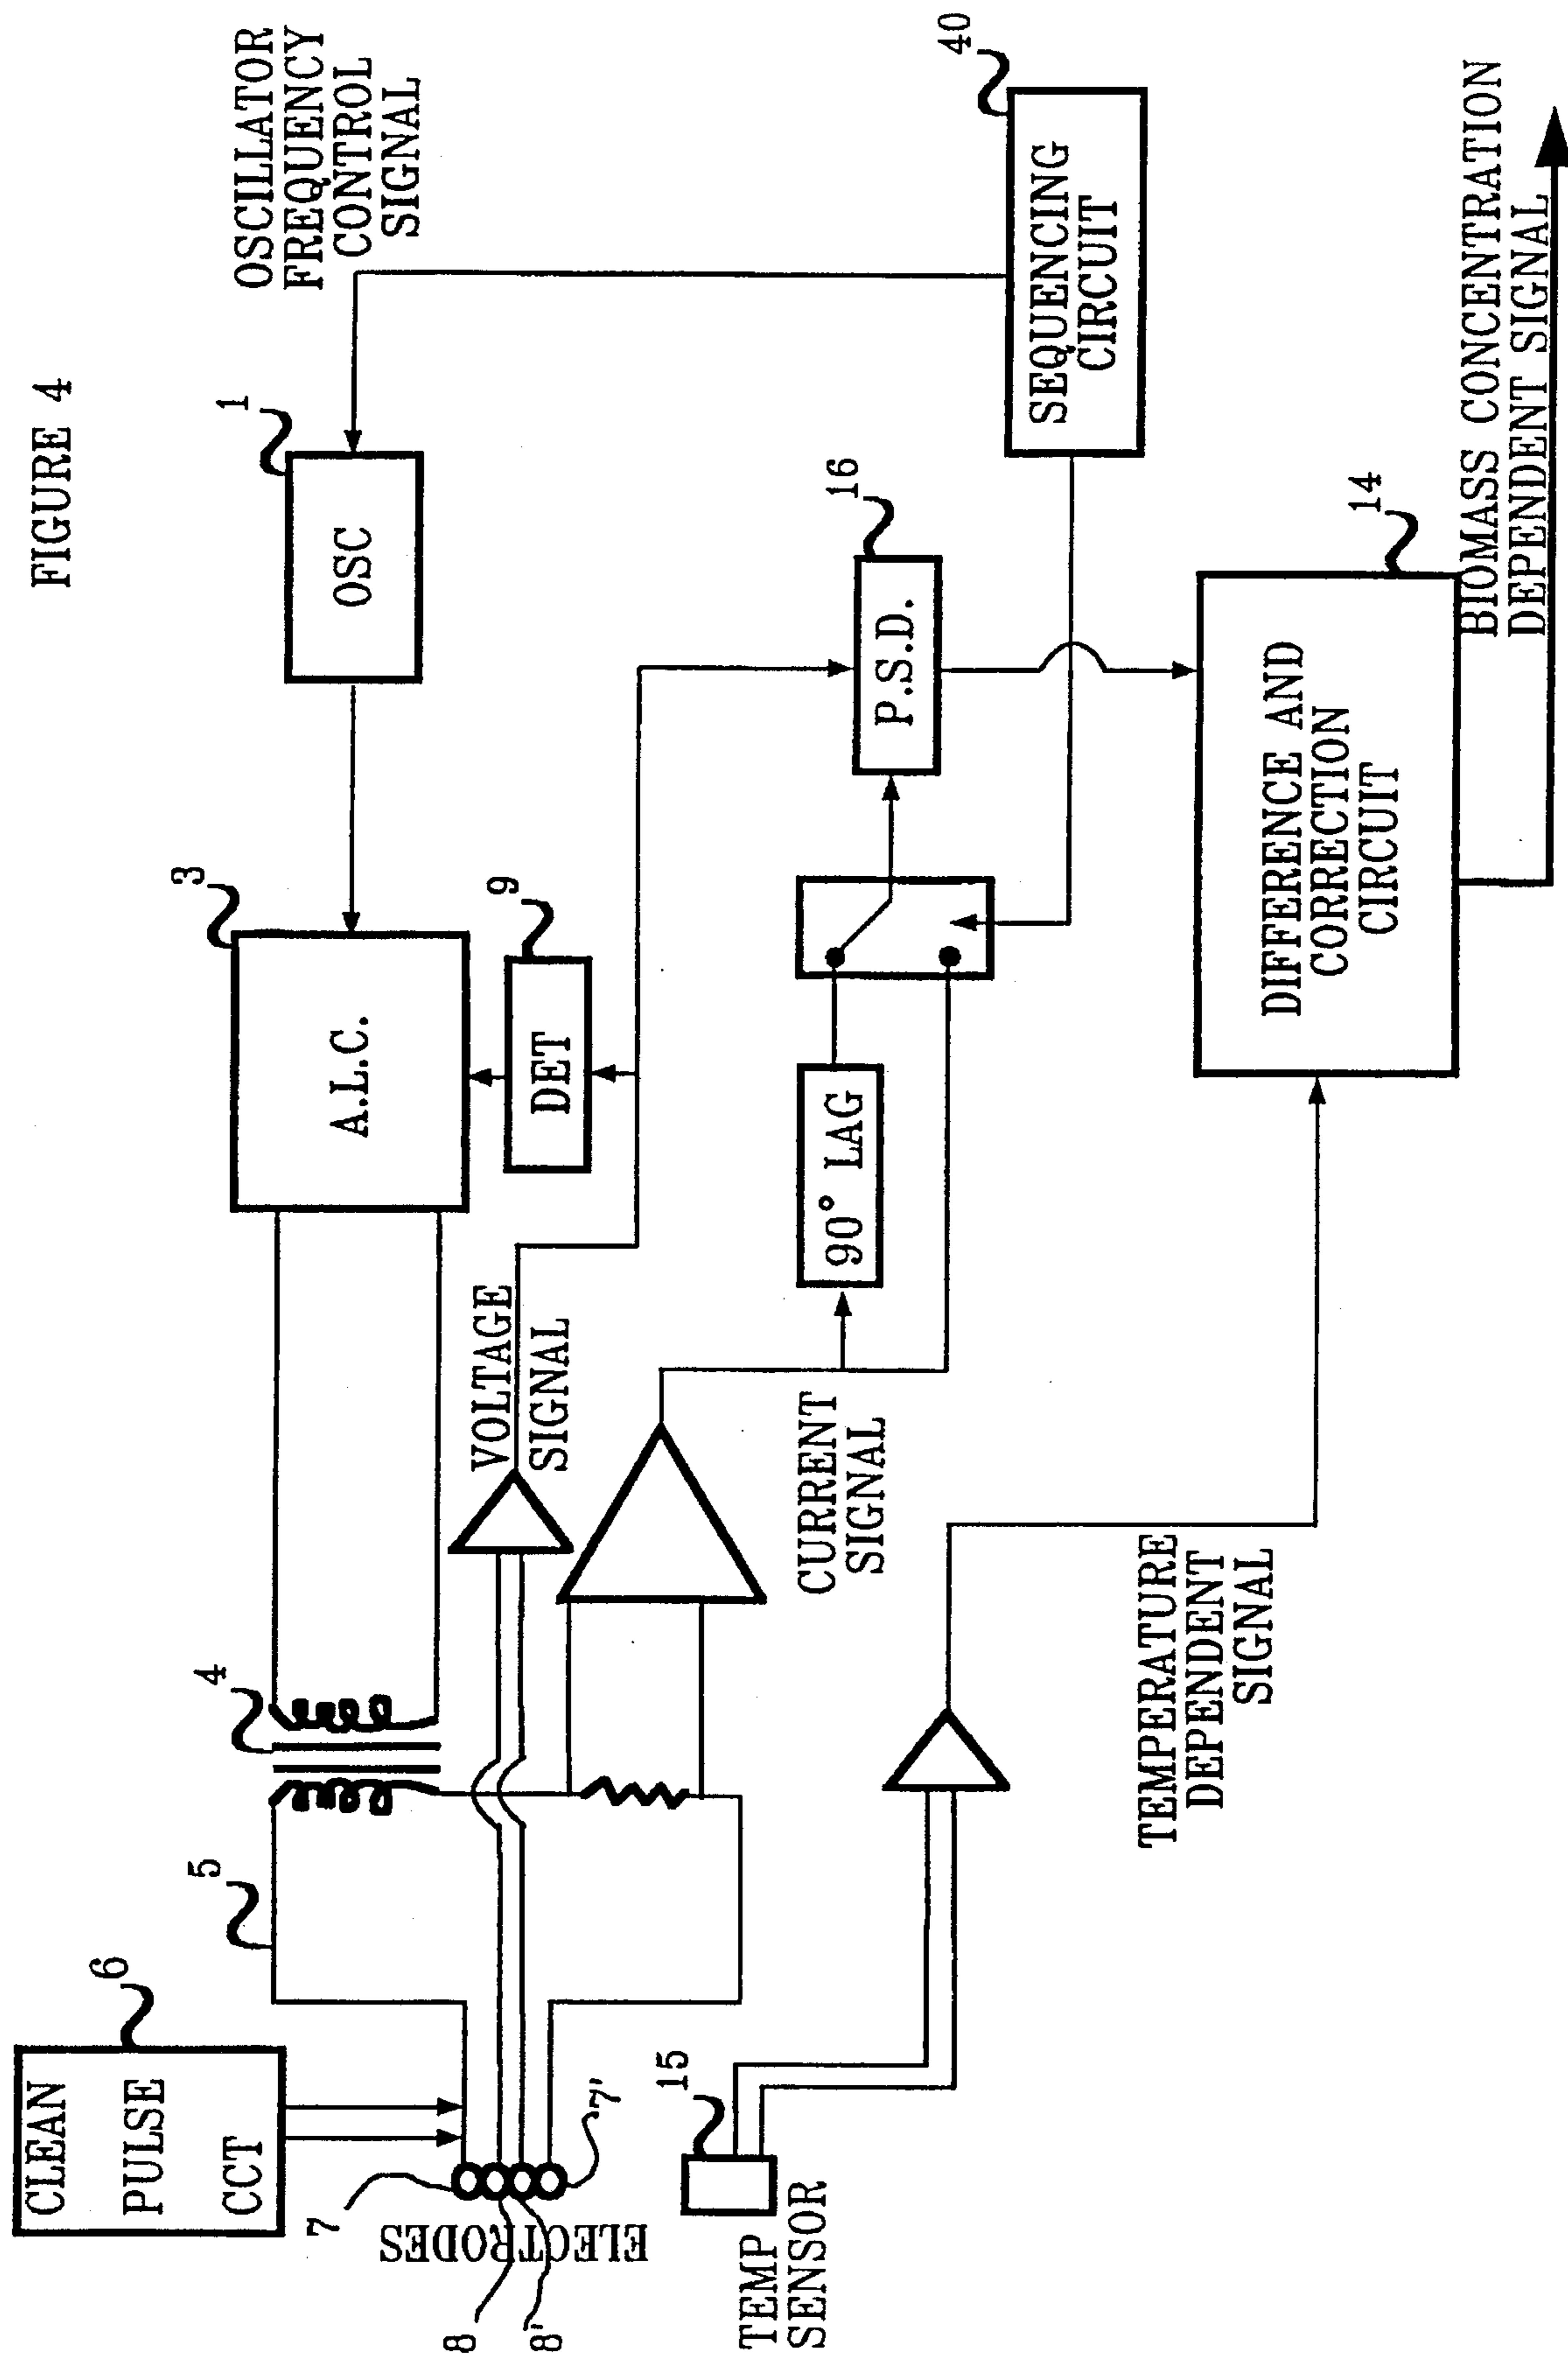 FIGURE 4
CLEAN
PULSE
CCT
6
5
4
3
1
OSCILLATOR
FREQUENCY
CONTROL
SIGNAL
A.L.C.
OSC
7
ELECTRODES
8
8'
7'
VOLTAGE
SIGNAL
DET
9
TEMP
SENSOR
15
CURRENT
SIGNAL
90° LAG
P.S.D.
16
SEQUENCING
CIRCUIT
40
TEMPERATURE
DEPENDENT
SIGNAL
DIFFERENCE AND
CORRECTION
CIRCUIT
14
BIOMASS CONCENTRATION
DEPENDENT SIGNAL